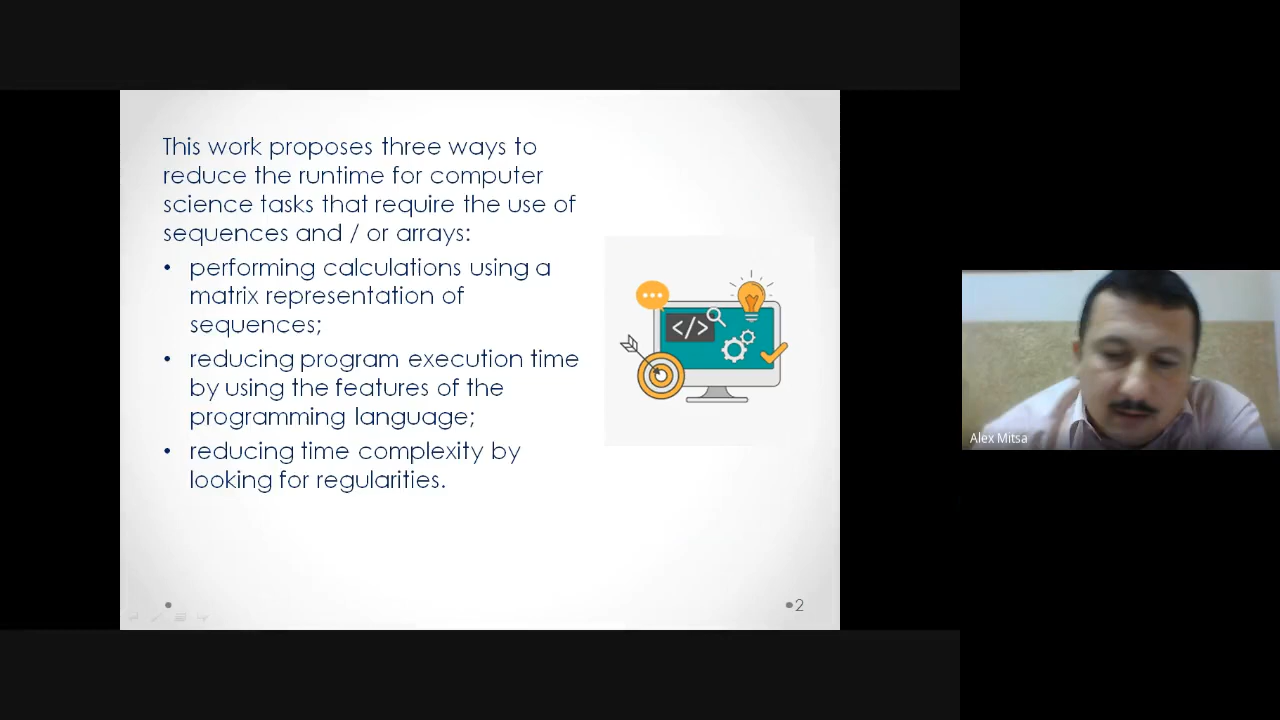 This work proposes three ways to
reduce the runtime for computer
science tasks that require the use of
sequences and / or arrays:
• performing calculations using a
matrix representation of
sequences;
• reducing program execution time
by using the features of the
programming language;
• reducing time complexity by
looking for regularities.
</>
•2
Alex Mitsa